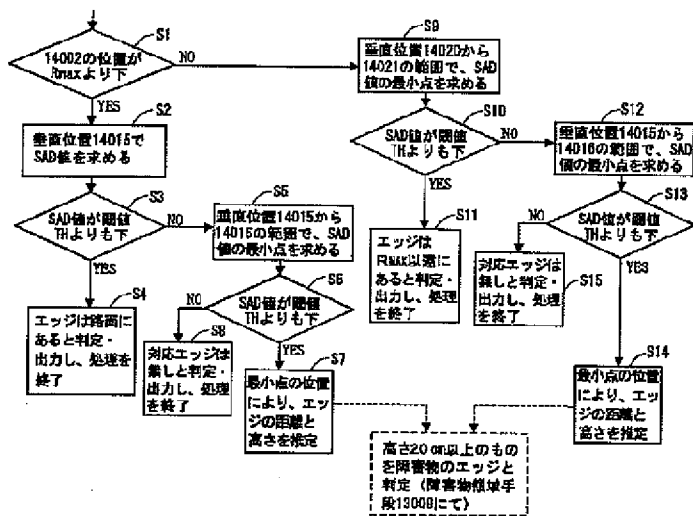 S1
14002の位置が
Rmaxより下
NO
YES
S2
垂直位置14015で
SAD値を求める
S3
SAD値が閾値
THよりも下
NO
YES
S4
エッジは路面に
あると判定・
出力し、処理を
終了
S5
垂直位置14015から
14016の範囲で、SAD
値の最小点を求める
S6
SAD値が閾値
THよりも下
NO
YES
S8
対応エッジは
無しと判定・
出力し、処理
を終了
S7
最小点の位置
により、エッ
ジの距離と
高さを推定
S9
垂直位置14020から
14021の範囲で、SAD
値の最小点を求める
S10
SAD値が閾値
THよりも下
NO
YES
S11
エッジは
Rmax以遠に
あると判定・
出力し、処理
を終了
S12
垂直位置14015から
14016の範囲で、SAD
値の最小点を求める
S13
SAD値が閾値
THよりも下
NO
YES
S15
対応エッジは
無しと判定・
出力し、処理
を終了
S14
最小点の位置
により、エッ
ジの距離と
高さを推定
高さ20cm以上のもの
を障害物のエッジと
判定（障害物領域手
段13009にて）